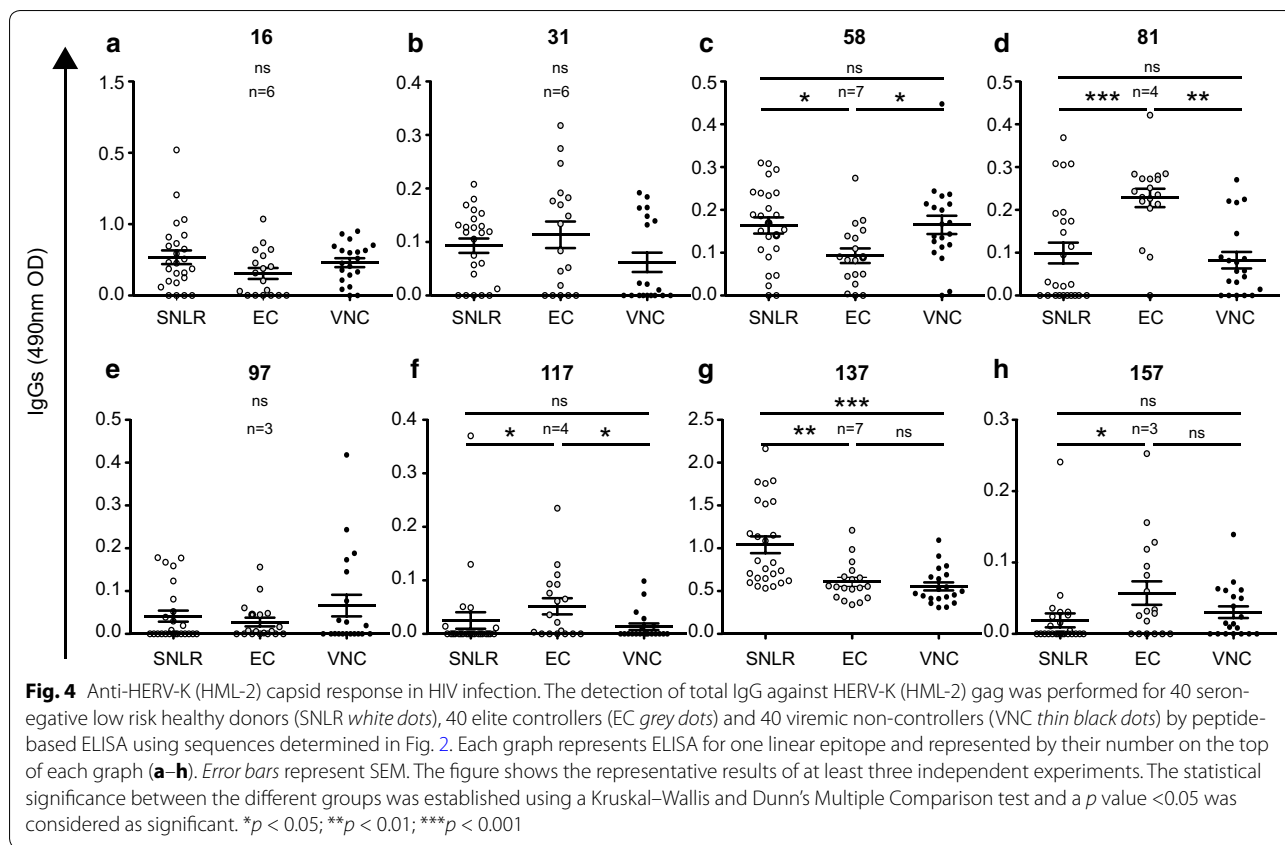 a 16 b 31 c 58 d 81
ns ns ns ns
n=6 n=6 n=7 n=4
* * *** **
1.5 0.4 0.5 0.5
0.5 0.3 0.4 0.4
1.0 0.2 0.3 0.3
0.0 0.1 0.2 0.2
0.0 0.1 0.1
0.0 0.0
SNLR EC VNC SNLR EC VNC SNLR EC VNC SNLR EC VNC
IgGs (490nm OD)
e 97 f 117 g 137 h 157
ns ns *** ns
n=3 * n=4 * ** n=7 ns * n=3 ns
0.5 0.4 2.5 0.3
0.4 0.3 2.0 0.2
0.3 0.2 1.5 0.1
0.2 0.1 1.0 0.0
0.1 0.0 0.5
0.0 0.0
SNLR EC VNC SNLR EC VNC SNLR EC VNC SNLR EC VNC
Fig. 4 Anti-HERV-K (HML-2) capsid response in HIV infection. The detection of total IgG against HERV-K (HML-2) gag was performed for 40 seron-
egative low risk healthy donors (SNLR white dots), 40 elite controllers (EC grey dots) and 40 viremic non-controllers (VNC thin black dots) by peptide-
based ELISA using sequences determined in Fig. 2. Each graph represents ELISA for one linear epitope and represented by their number on the top
of each graph (a–h). Error bars represent SEM. The figure shows the representative results of at least three independent experiments. The statistical
significance between the different groups was established using a Kruskal–Wallis and Dunn's Multiple Comparison test and a p value <0.05 was
considered as significant. *p < 0.05; **p < 0.01; ***p < 0.001